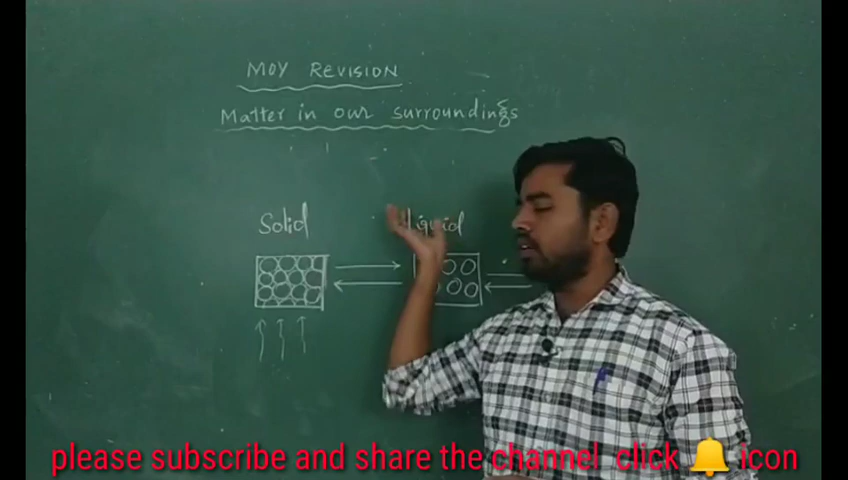 MOY REVISION
Matter in our surroundings
Solid Liquid
please subscribe and share the channel click 🔔 icon